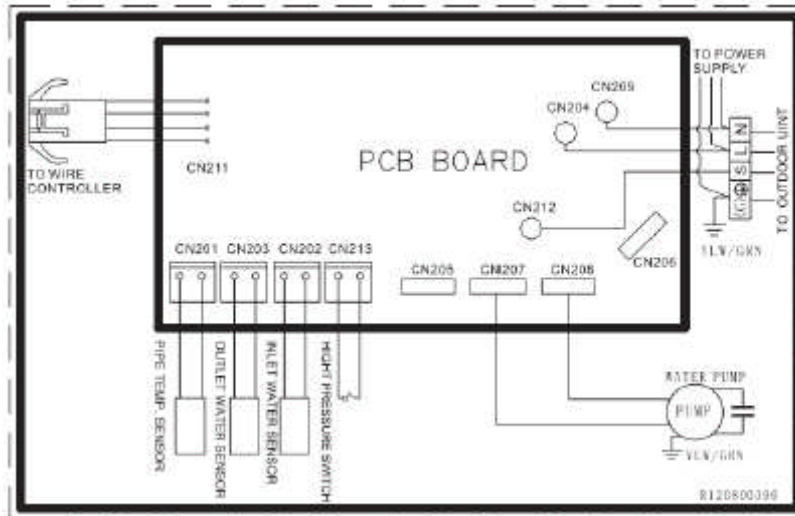 TO POWER
SUPPLY
CN209
CN204
N
L
S
TO OUTDOOR UINT
YLW/GRN
TO WIRE
CONTROLLER
CN211
PCB BOARD
CN212
CN206
CN201
CN203
CN202
CN213
CN205
CN207
CN208
PIPE TEMP. SENSOR
OUTLET WATER SENSOR
INLET WATER SENSOR
HIGHT PRESSURE SWITCH
WATER PUMP
PUMP
YLW/GRN
R120800396